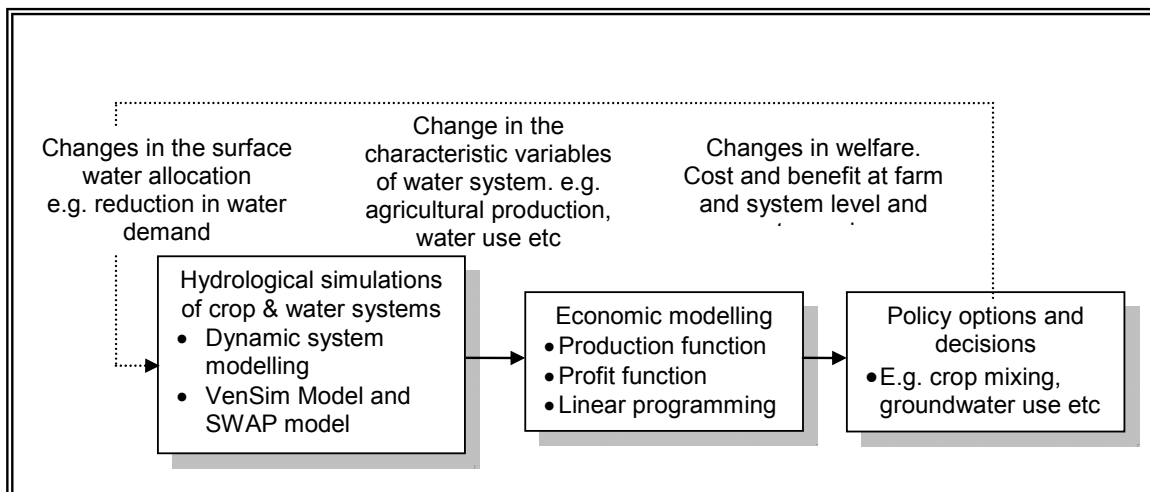 Changes in the surface
water allocation
e.g. reduction in water
demand
Change in the
characteristic variables
of water system. e.g.
agricultural production,
water use etc
Changes in welfare.
Cost and benefit at farm
and system level and
Hydrological simulations
of crop & water systems
• Dynamic system
modelling
• VenSim Model and
SWAP model
Economic modelling
• Production function
• Profit function
• Linear programming
Policy options and
decisions
• E.g. crop mixing,
groundwater use etc